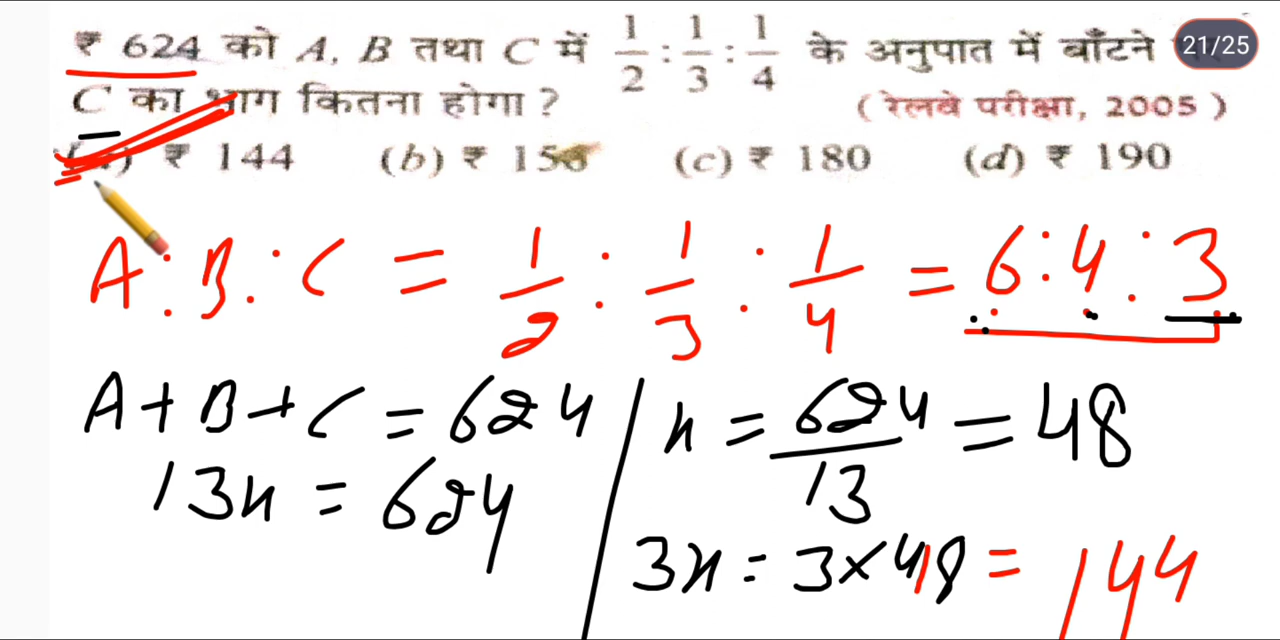 ₹ 624 को A, B तथा C में 1/2 : 1/3 : 1/4 के अनुपात में बाँटने
21/25
C का भाग कितना होगा ?
( रेलवे परीक्षा, 2005 )
₹ 144 (b) ₹ 156 (c) ₹ 180 (d) ₹ 190
A : B : C = 1/2 : 1/3 : 1/4 = 6 : 4 : 3
A + B + C = 624
x = 624/13 = 48
13x = 624
3x = 3 × 48 = 144